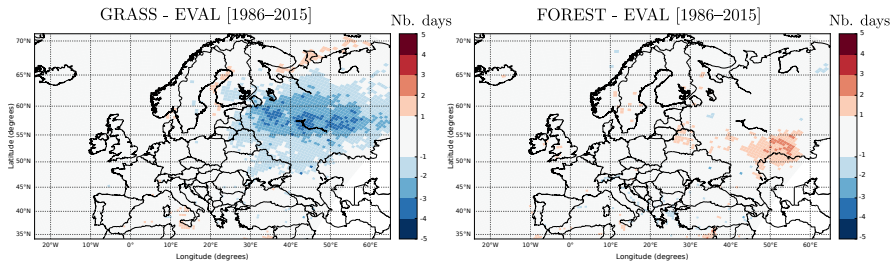 GRASS - EVAL [1986–2015]
Nb. days
70°N
65°N
60°N
55°N
50°N
45°N
40°N
35°N
Latitude (degrees)
20°W 10°W 0° 10°E 20°E 30°E 40°E 50°E 60°E
Longitude (degrees)
5
4
3
2
1
-1
-2
-3
-4
-5
FOREST - EVAL [1986–2015]
Nb. days
70°N
65°N
60°N
55°N
50°N
45°N
40°N
35°N
Latitude (degrees)
20°W 10°W 0° 10°E 20°E 30°E 40°E 50°E 60°E
Longitude (degrees)
5
4
3
2
1
-1
-2
-3
-4
-5